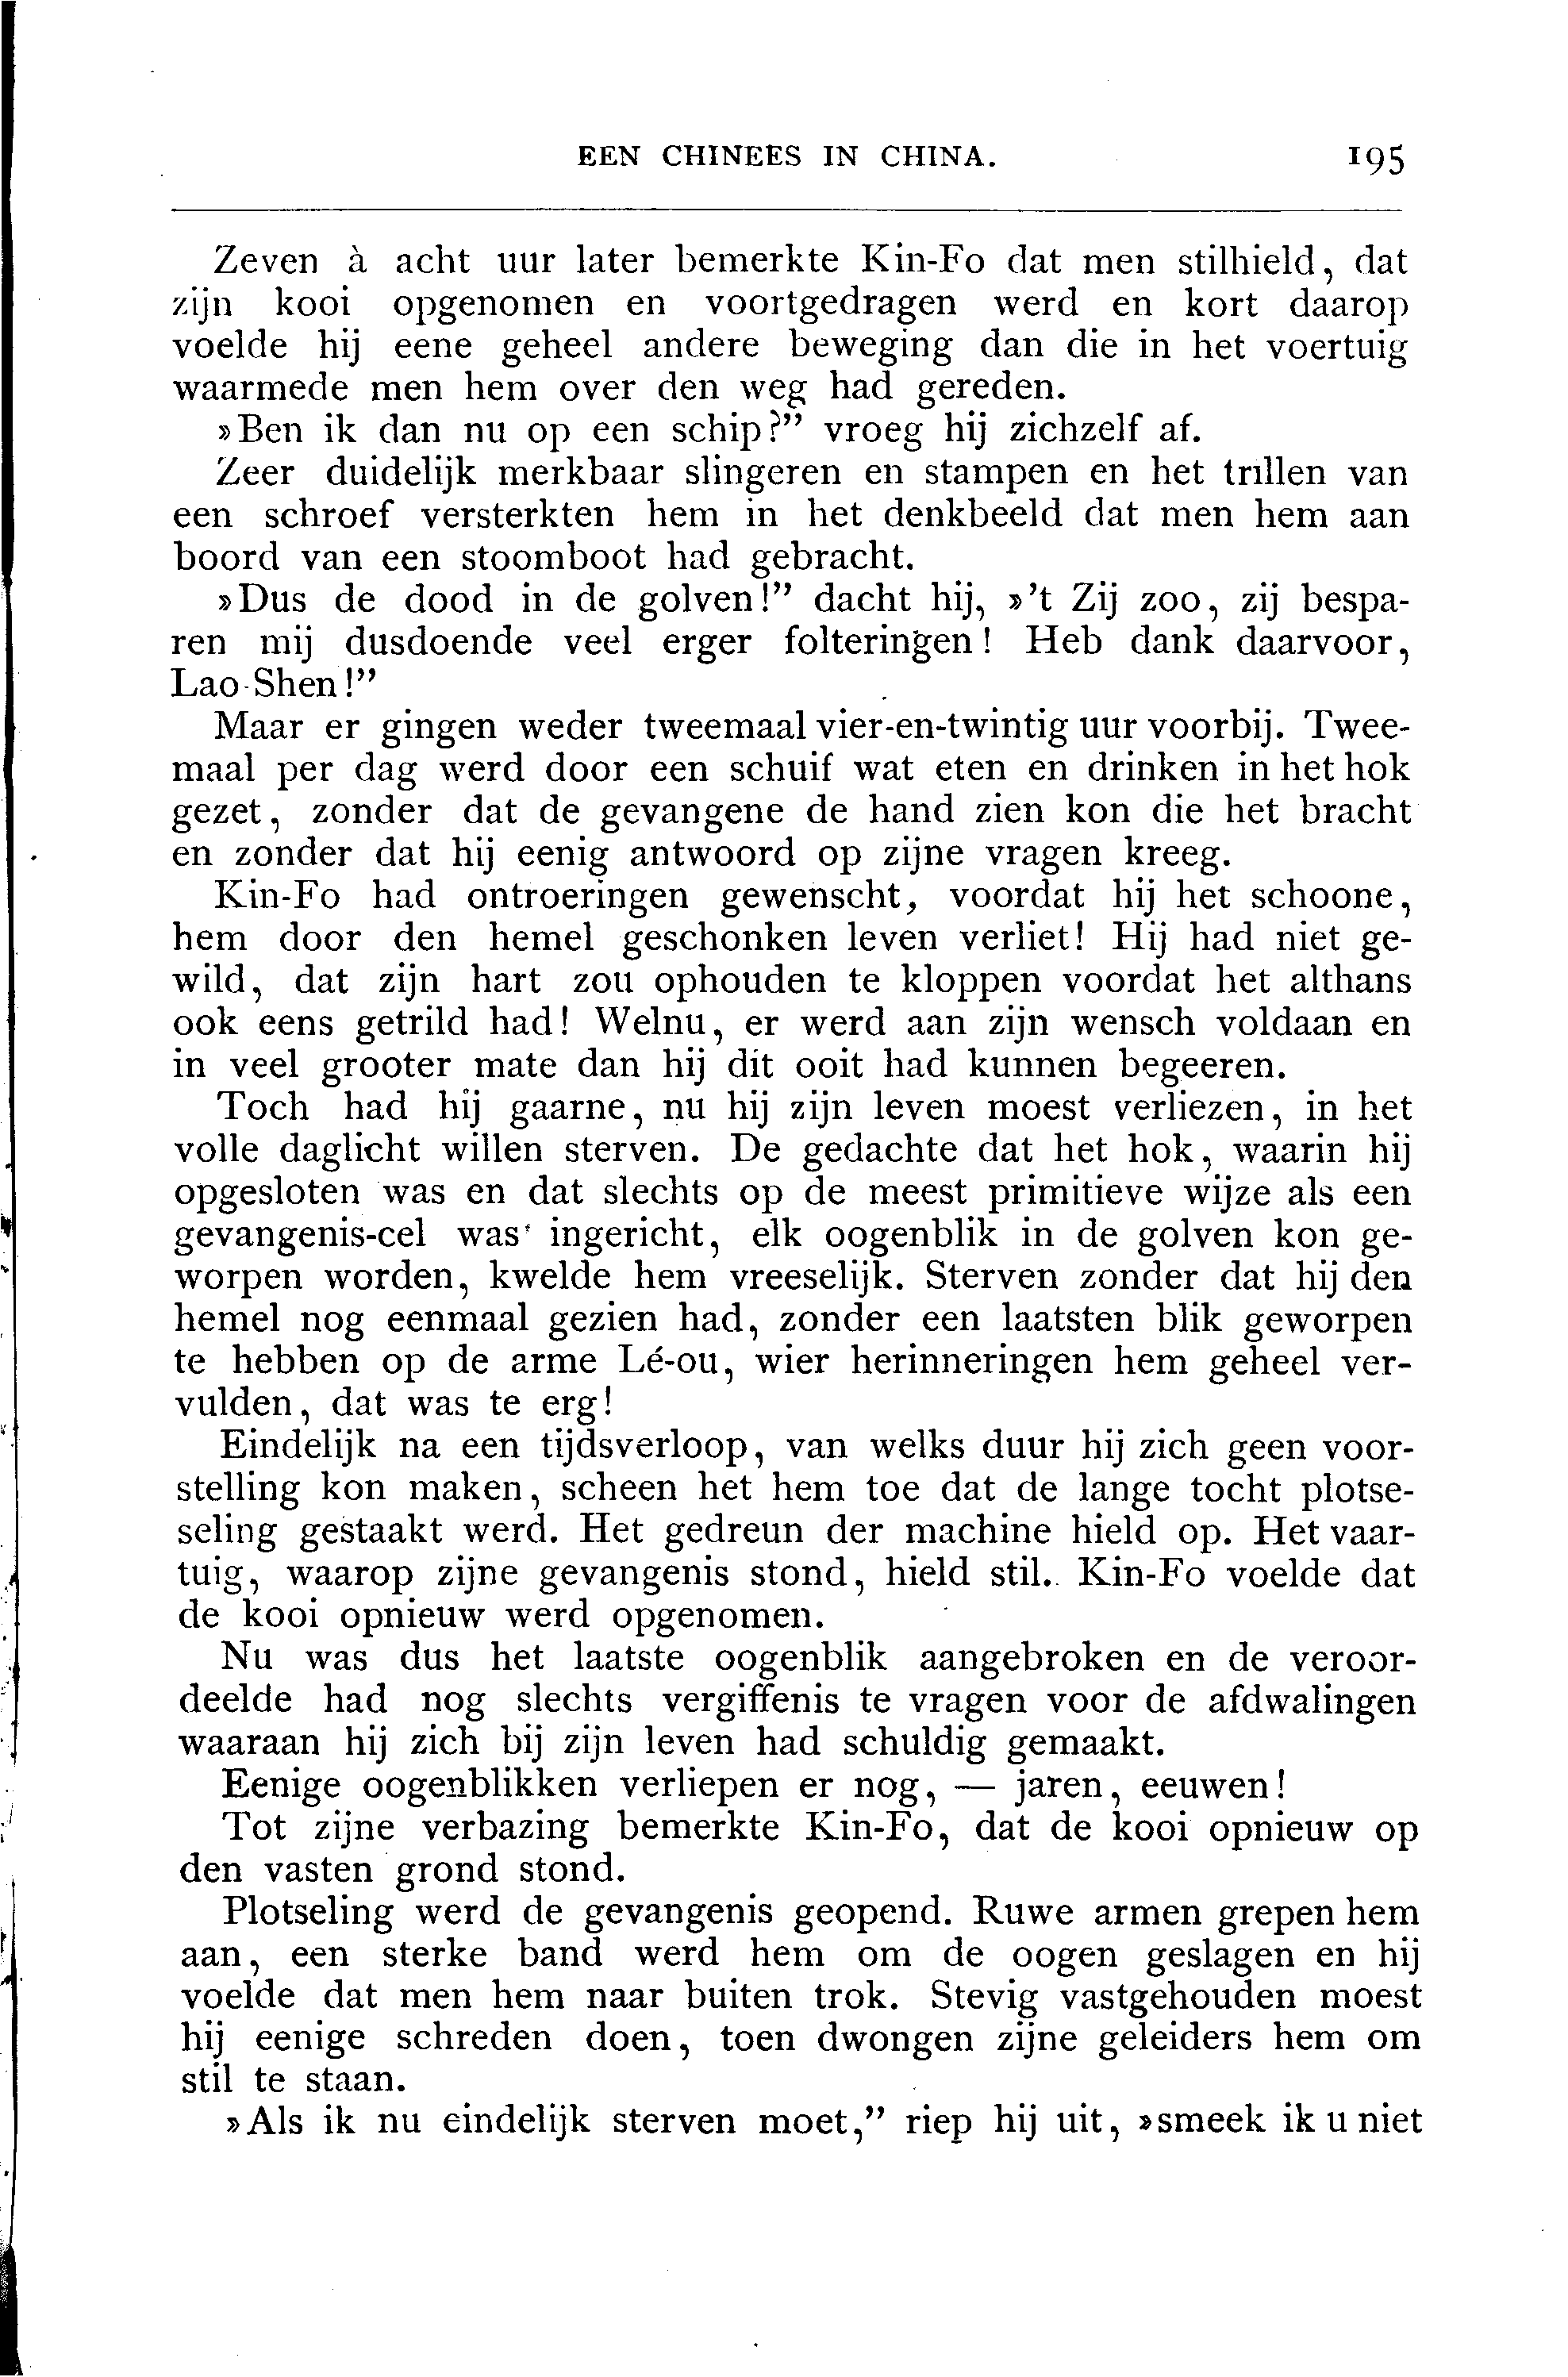 EEN CHINEES IN CHINA. 195
Zeven à acht uur later bemerkte Kin-Fo dat men stilhield, dat
zijn kooi opgenomen en voortgedragen werd en kort daarop
voelde hij eene geheel andere beweging dan die in het voertuig
waarmede men hem over den weg had gereden.
»Ben ik dan nu op een schip?” vroeg hij zichzelf af.
Zeer duidelijk merkbaar slingeren en stampen en het trillen van
een schroef versterkten hem in het denkbeeld dat men hem aan
boord van een stoomboot had gebracht.
»Dus de dood in de golven!” dacht hij, »’t Zij zoo, zij bespa-
ren mij dusdoende veel erger folteringen! Heb dank daarvoor,
Lao-Shen!”
Maar er gingen weder tweemaal vier-en-twintig uur voorbij. Twee-
maal per dag werd door een schuif wat eten en drinken in het hok
gezet, zonder dat de gevangene de hand zien kon die het bracht
en zonder dat hij eenig antwoord op zijne vragen kreeg.
Kin-Fo had ontroeringen gewenscht, voordat hij het schoone,
hem door den hemel geschonken leven verliet! Hij had niet ge-
wild, dat zijn hart zou ophouden te kloppen voordat het althans
ook eens getrild had! Welnu, er werd aan zijn wensch voldaan en
in veel grooter mate dan hij dit ooit had kunnen begeeren.
Toch had hij gaarne, nu hij zijn leven moest verliezen, in het
volle daglicht willen sterven. De gedachte dat het hok, waarin hij
opgesloten was en dat slechts op de meest primitieve wijze als een
gevangenis-cel was ingericht, elk oogenblik in de golven kon ge-
worpen worden, kwelde hem vreeselijk. Sterven zonder dat hij den
hemel nog eenmaal gezien had, zonder een laatsten blik geworpen
te hebben op de arme Lé-ou, wier herinneringen hem geheel ver-
vulden, dat was te erg!
Eindelijk na een tijdsverloop, van welks duur hij zich geen voor-
stelling kon maken, scheen het hem toe dat de lange tocht plotse-
seling gestaakt werd. Het gedreun der machine hield op. Het vaar-
tuig, waarop zijne gevangenis stond, hield stil. Kin-Fo voelde dat
de kooi opnieuw werd opgenomen.
Nu was dus het laatste oogenblik aangebroken en de veroor-
deelde had nog slechts vergiffenis te vragen voor de afdwalingen
waaraan hij zich bij zijn leven had schuldig gemaakt.
Eenige oogenblikken verliepen er nog, — jaren, eeuwen!
Tot zijne verbazing bemerkte Kin-Fo, dat de kooi opnieuw op
den vasten grond stond.
Plotseling werd de gevangenis geopend. Ruwe armen grepen hem
aan, een sterke band werd hem om de oogen geslagen en hij
voelde dat men hem naar buiten trok. Stevig vastgehouden moest
hij eenige schreden doen, toen dwongen zijne geleiders hem om
stil te staan.
»Als ik nu eindelijk sterven moet,” riep hij uit, »smeek ik u niet